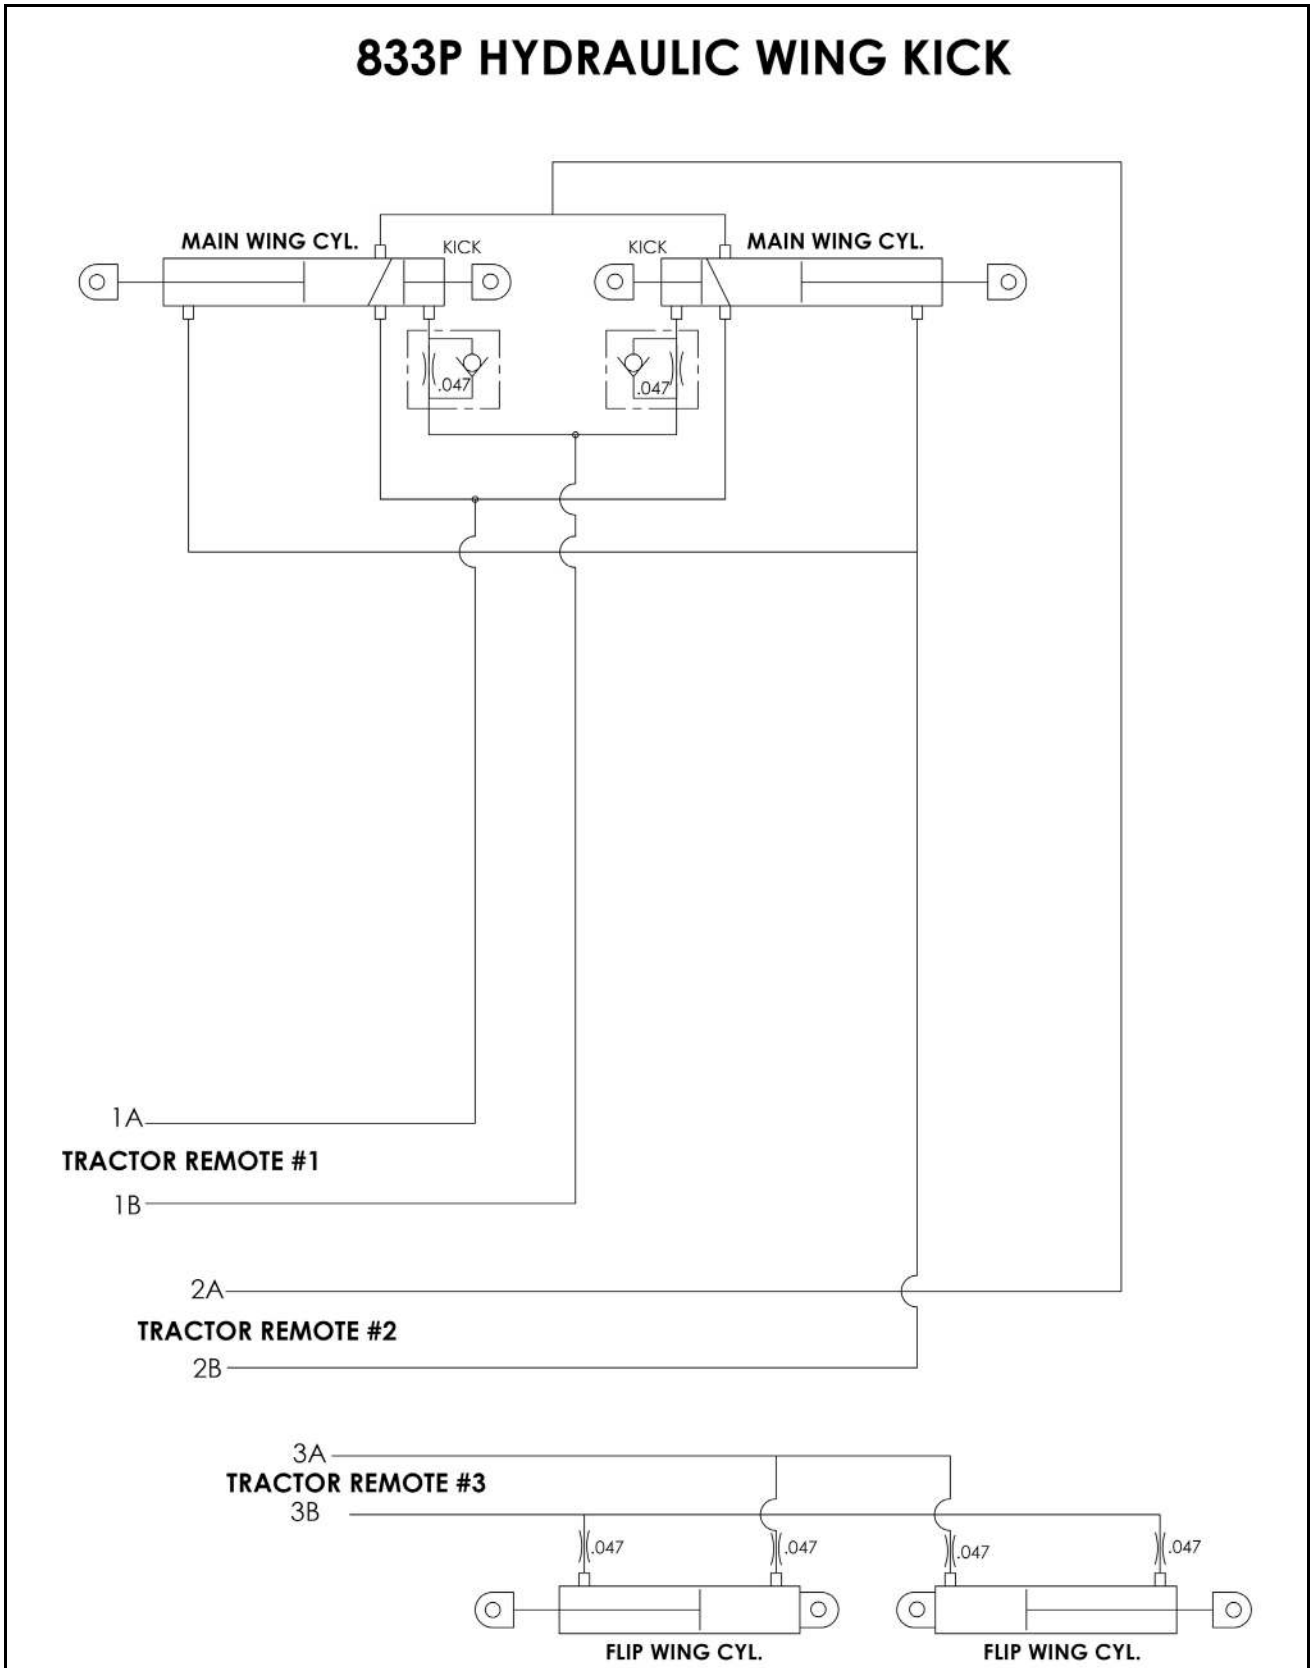 833P HYDRAULIC WING KICK
MAIN WING CYL.
KICK
KICK
MAIN WING CYL.
.047
.047
1A
TRACTOR REMOTE #1
1B
2A
TRACTOR REMOTE #2
2B
3A
TRACTOR REMOTE #3
3B
.047
.047
.047
.047
FLIP WING CYL.
FLIP WING CYL.